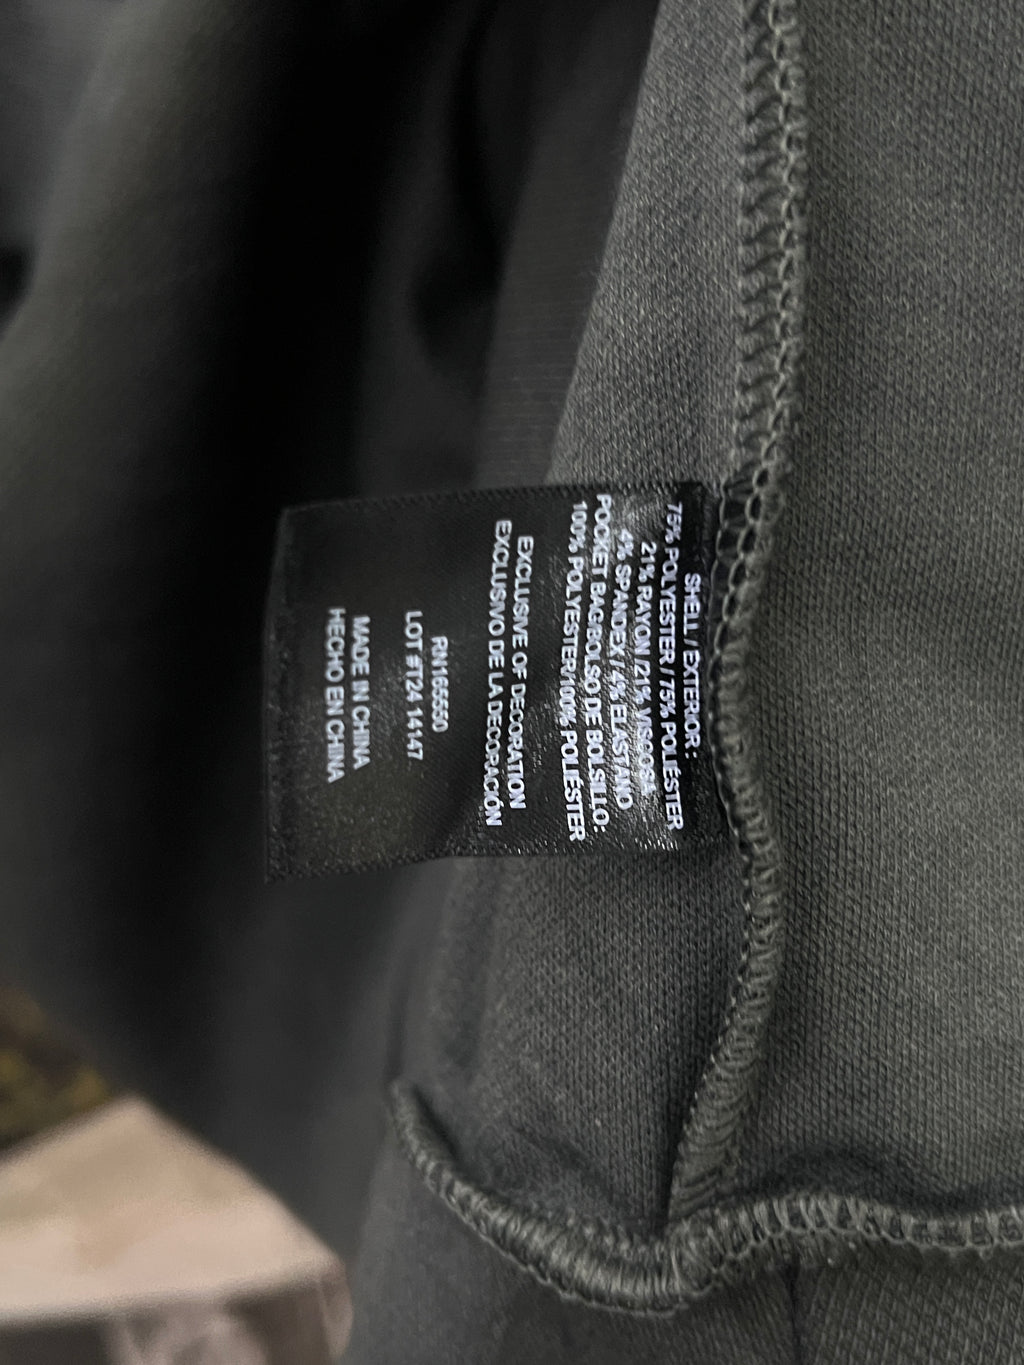 SHELL / EXTERIOR:
75% POLYESTER / 75% POLIÉSTER
21% RAYON / 21% VISCOSA
4% SPANDEX / 4% ELASTANO
POCKET BAG/BOLSO DE BOLSILLO:
100% POLYESTER/100% POLIÉSTER
EXCLUSIVE OF DECORATION
EXCLUSIVO DE LA DECORACIÓN
RN155550
LOT #T24 14147
MADE IN CHINA
HECHO EN CHINA